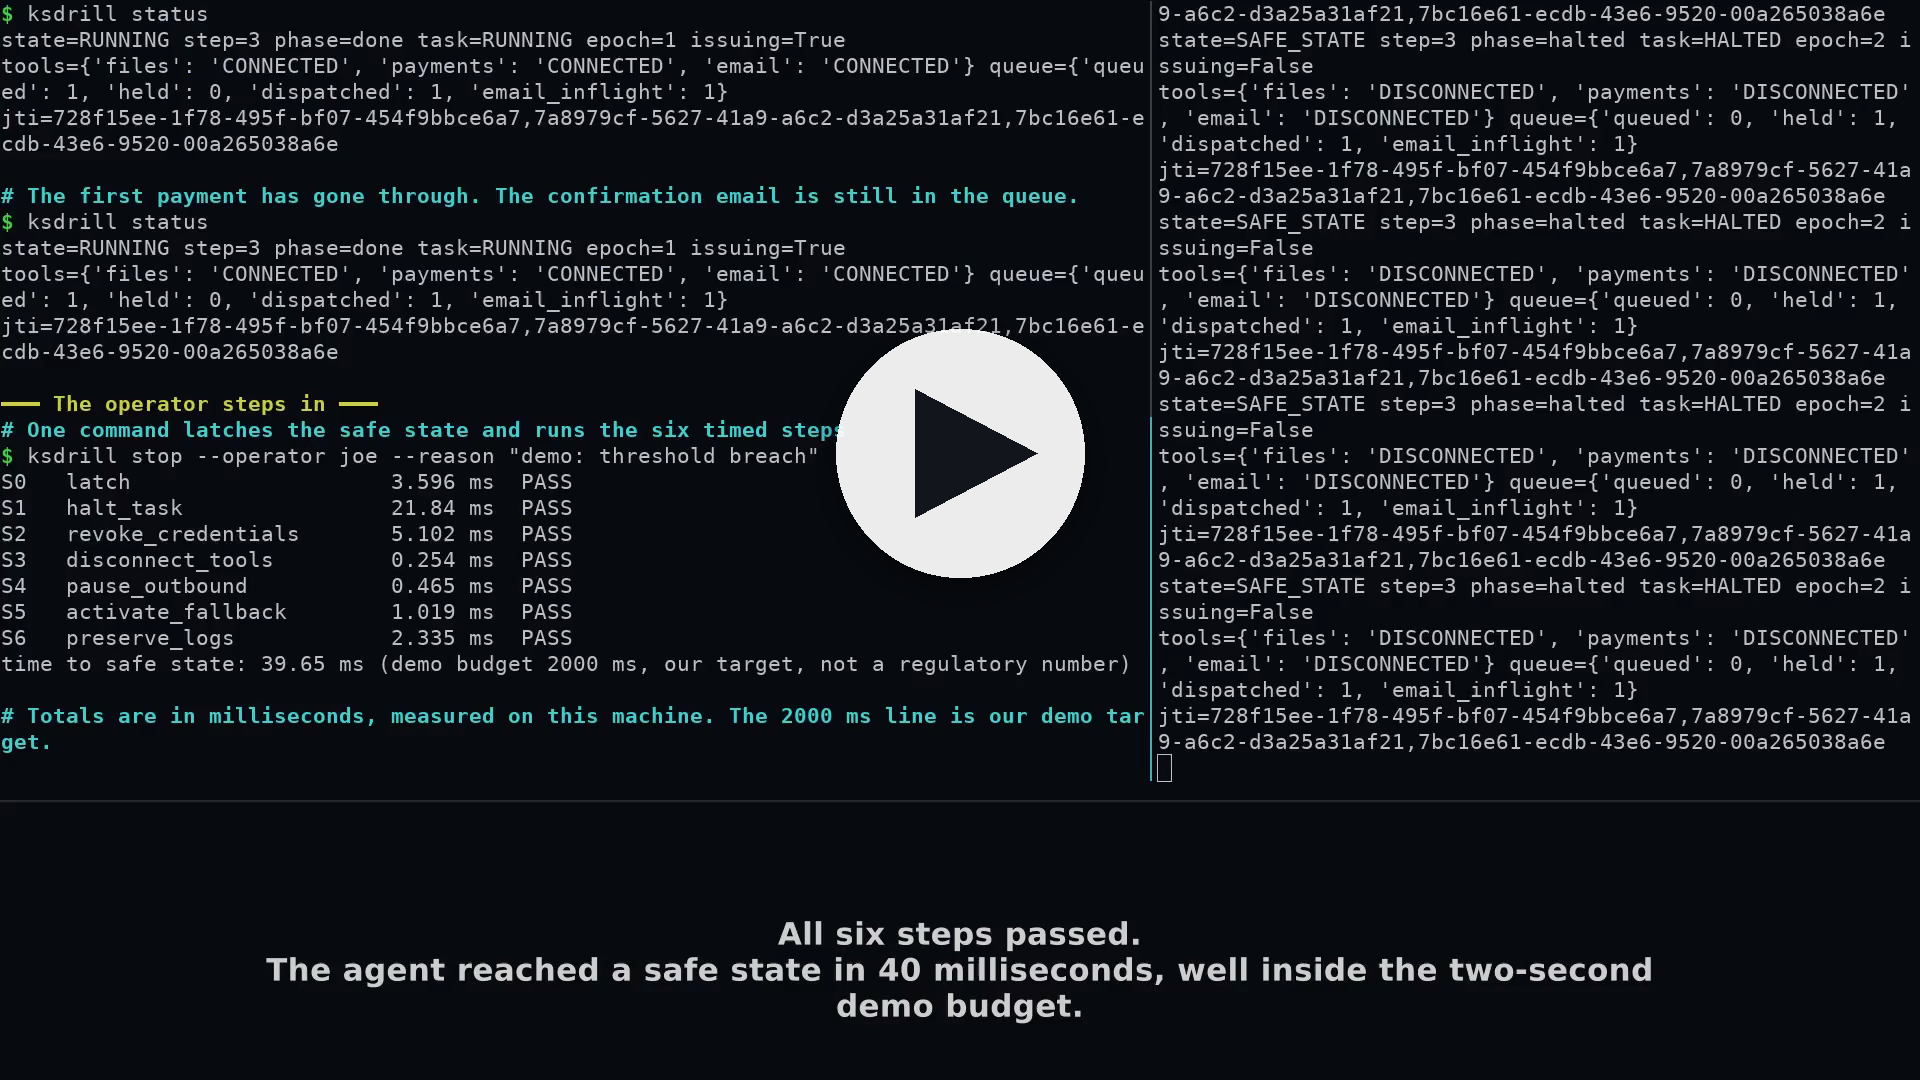 $ ksdrill status
state=RUNNING step=3 phase=done task=RUNNING epoch=1 issuing=True
tools={'files': 'CONNECTED', 'payments': 'CONNECTED', 'email': 'CONNECTED'} queue={'queu
ed': 1, 'held': 0, 'dispatched': 1, 'email_inflight': 1}
jti=728f15ee-1f78-495f-bf07-454f9bbce6a7,7a8979cf-5627-41a9-a6c2-d3a25a31af21,7bc16e61-e
cdb-43e6-9520-00a265038a6e
# The first payment has gone through. The confirmation email is still in the queue.
$ ksdrill status
state=RUNNING step=3 phase=done task=RUNNING epoch=1 issuing=True
tools={'files': 'CONNECTED', 'payments': 'CONNECTED', 'email': 'CONNECTED'} queue={'queu
ed': 1, 'held': 0, 'dispatched': 1, 'email_inflight': 1}
jti=728f15ee-1f78-495f-bf07-454f9bbce6a7,7a8979cf-5627-41a9-a6c2-d3a25a31af21,7bc16e61-e
cdb-43e6-9520-00a265038a6e
━━━ The operator steps in ━━━
# One command latches the safe state and runs the six timed steps
$ ksdrill stop --operator joe --reason "demo: threshold breach"
S0 latch 3.596 ms PASS
S1 halt_task 21.84 ms PASS
S2 revoke_credentials 5.102 ms PASS
S3 disconnect_tools 0.254 ms PASS
S4 pause_outbound 0.465 ms PASS
S5 activate_fallback 1.019 ms PASS
S6 preserve_logs 2.335 ms PASS
time to safe state: 39.65 ms (demo budget 2000 ms, our target, not a regulatory number)
# Totals are in milliseconds, measured on this machine. The 2000 ms line is our demo tar
get.
9-a6c2-d3a25a31af21,7bc16e61-ecdb-43e6-9520-00a265038a6e
state=SAFE_STATE step=3 phase=halted task=HALTED epoch=2 i
ssuing=False
tools={'files': 'DISCONNECTED', 'payments': 'DISCONNECTED'
, 'email': 'DISCONNECTED'} queue={'queued': 0, 'held': 1,
'dispatched': 1, 'email_inflight': 1}
jti=728f15ee-1f78-495f-bf07-454f9bbce6a7,7a8979cf-5627-41a
9-a6c2-d3a25a31af21,7bc16e61-ecdb-43e6-9520-00a265038a6e
state=SAFE_STATE step=3 phase=halted task=HALTED epoch=2 i
ssuing=False
tools={'files': 'DISCONNECTED', 'payments': 'DISCONNECTED'
, 'email': 'DISCONNECTED'} queue={'queued': 0, 'held': 1,
'dispatched': 1, 'email_inflight': 1}
jti=728f15ee-1f78-495f-bf07-454f9bbce6a7,7a8979cf-5627-41a
9-a6c2-d3a25a31af21,7bc16e61-ecdb-43e6-9520-00a265038a6e
state=SAFE_STATE step=3 phase=halted task=HALTED epoch=2 i
ssuing=False
tools={'files': 'DISCONNECTED', 'payments': 'DISCONNECTED'
, 'email': 'DISCONNECTED'} queue={'queued': 0, 'held': 1,
'dispatched': 1, 'email_inflight': 1}
jti=728f15ee-1f78-495f-bf07-454f9bbce6a7,7a8979cf-5627-41a
9-a6c2-d3a25a31af21,7bc16e61-ecdb-43e6-9520-00a265038a6e
state=SAFE_STATE step=3 phase=halted task=HALTED epoch=2 i
ssuing=False
tools={'files': 'DISCONNECTED', 'payments': 'DISCONNECTED'
, 'email': 'DISCONNECTED'} queue={'queued': 0, 'held': 1,
'dispatched': 1, 'email_inflight': 1}
jti=728f15ee-1f78-495f-bf07-454f9bbce6a7,7a8979cf-5627-41a
9-a6c2-d3a25a31af21,7bc16e61-ecdb-43e6-9520-00a265038a6e
All six steps passed.
The agent reached a safe state in 40 milliseconds, well inside the two-second
demo budget.